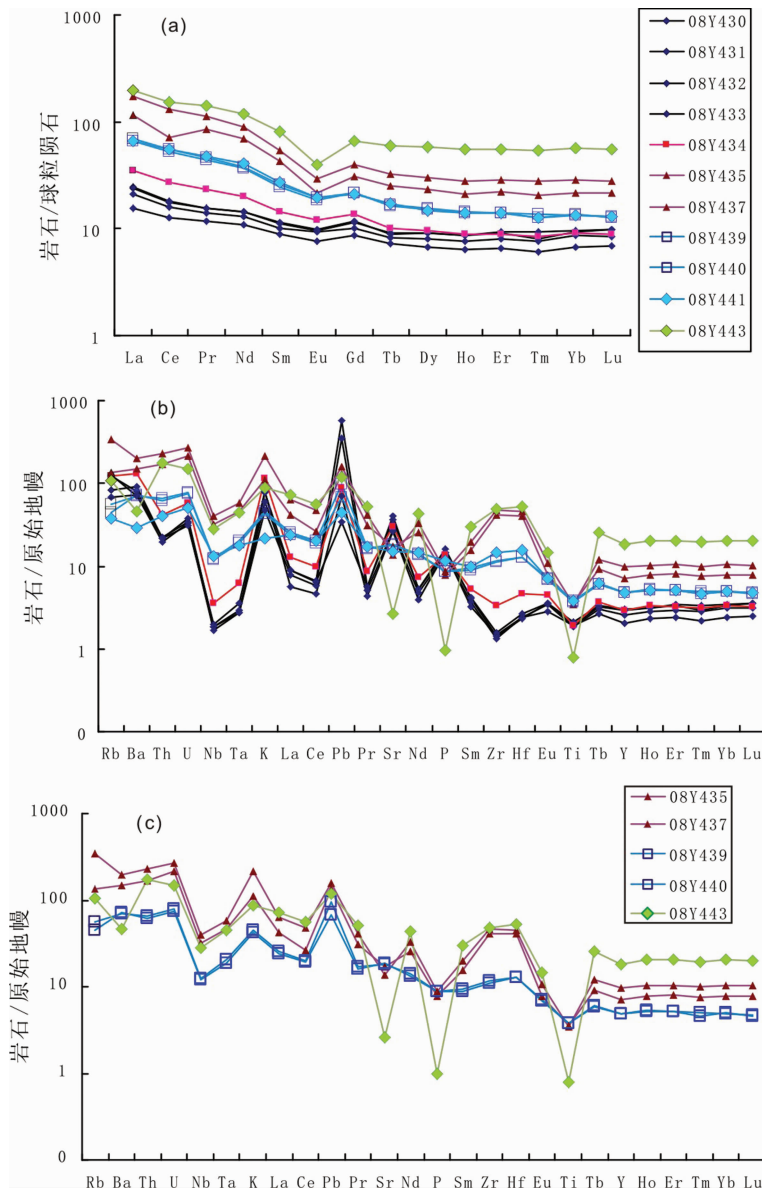 (a)
岩石/球粒陨石
1000
100
10
1
La Ce Pr Nd Sm Eu Gd Tb Dy Ho Er Tm Yb Lu
08Y430
08Y431
08Y432
08Y433
08Y434
08Y435
08Y437
08Y439
08Y440
08Y441
08Y443
(b)
岩石/原始地幔
1000
100
10
1
0
Rb Ba Th U Nb Ta K La Ce Pb Pr Sr Nd P Sm Zr Hf Eu Ti Tb Y Ho Er Tm Yb Lu
(c)
岩石/原始地幔
1000
100
10
1
0
Rb Ba Th U Nb Ta K La Ce Pb Pr Sr Nd P Sm Zr Hf Eu Ti Tb Y Ho Er Tm Yb Lu
08Y435
08Y437
08Y439
08Y440
08Y443